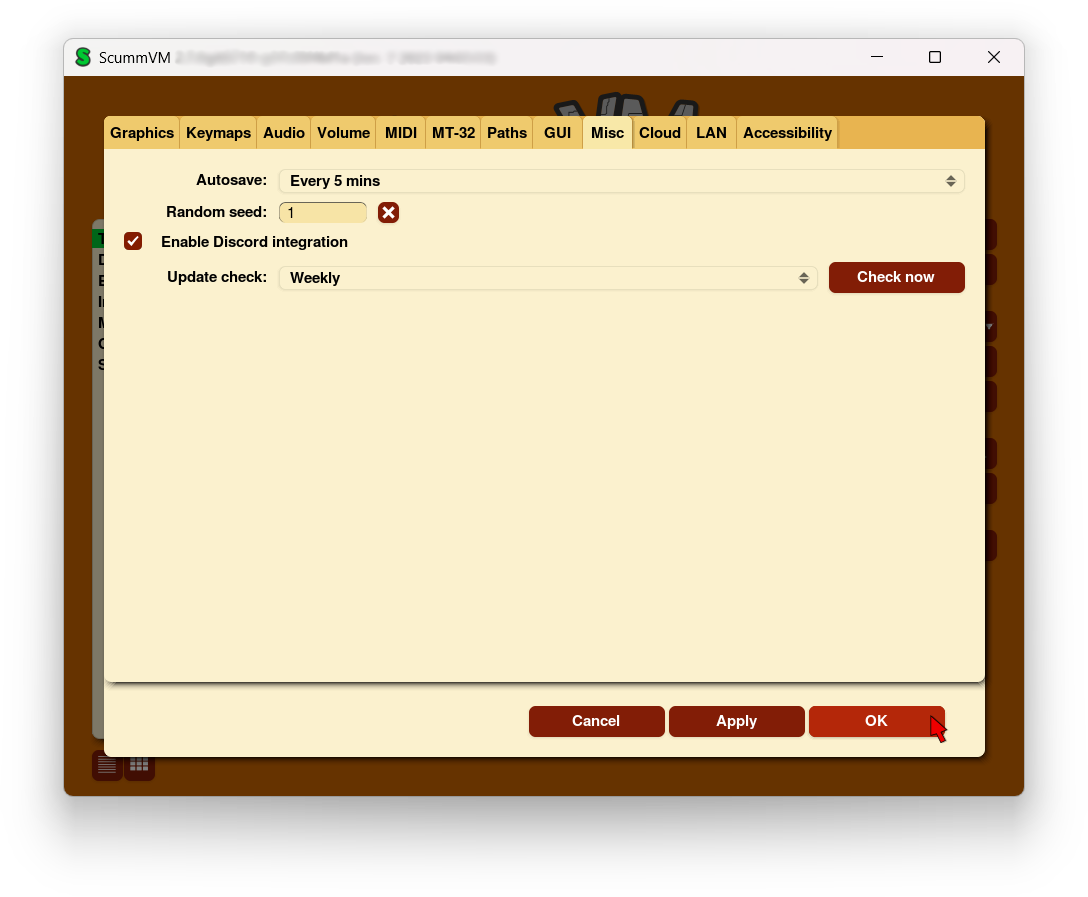 ScummVM
Graphics Keymaps Audio Volume MIDI MT-32 Paths GUI Misc Cloud LAN Accessibility
Autosave: Every 5 mins
Random seed: 1
Enable Discord integration
Update check: Weekly Check now
Cancel Apply OK